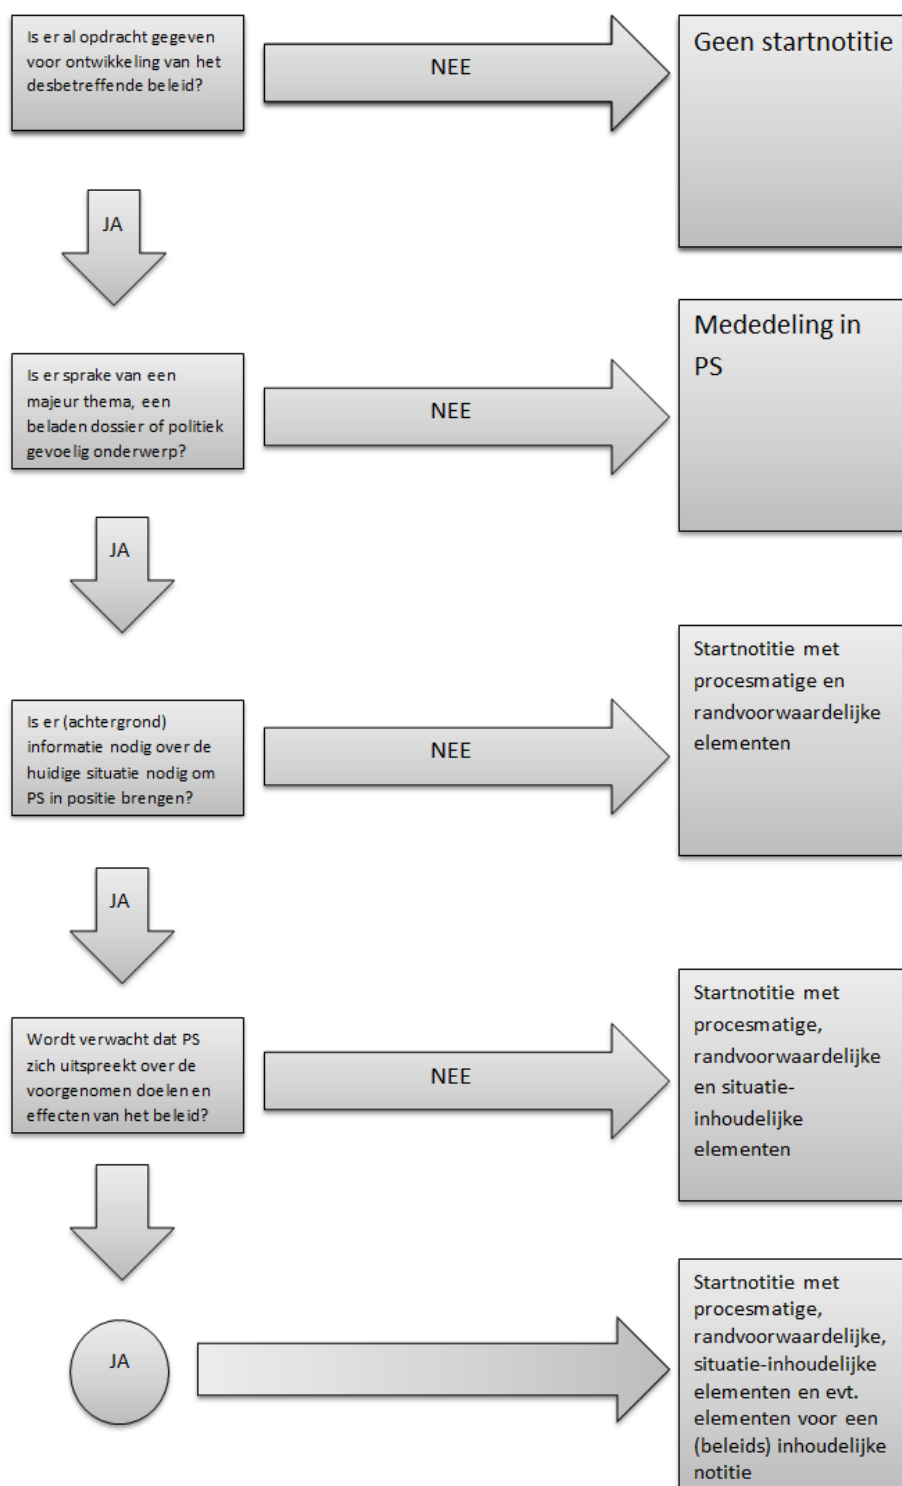 Is er al opdracht gegeven
voor ontwikkeling van het
desbetreffende beleid?
NEE
Geen startnotitie
JA
Is er sprake van een
majeur thema, een
beladen dossier of politiek
gevoelig onderwerp?
NEE
Mededeling in
PS
JA
Is er (achtergrond)
informatie nodig over de
huidige situatie nodig om
PS in positie brengen?
NEE
Startnotitie met
procesmatige en
randvoorwaardelijke
elementen
JA
Wordt verwacht dat PS
zich uitspreekt over de
voorgenomen doelen en
effecten van het beleid?
NEE
Startnotitie met
procesmatige,
randvoorwaardelijke
en situatie-
inhoudelijke
elementen
JA
Startnotitie met
procesmatige,
randvoorwaardelijke,
situatie-inhoudelijke
elementen en evt.
elementen voor een
(beleids) inhoudelijke
notitie